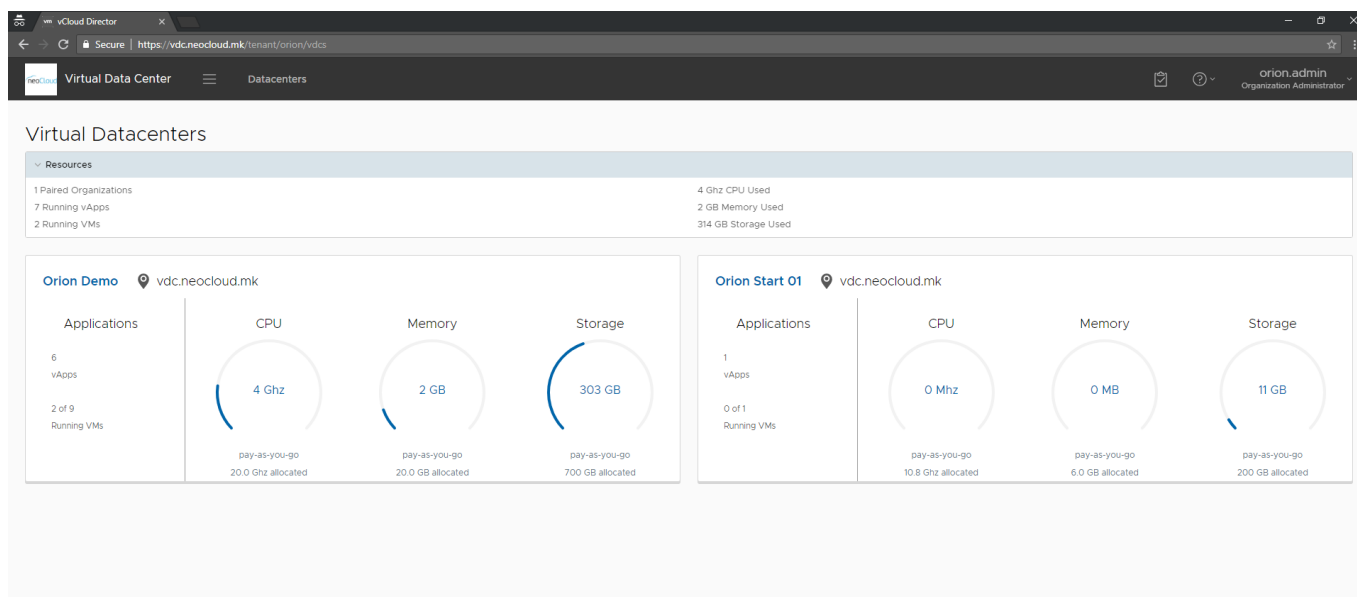 vm vCloud Director
Secure | https://vdc.neocloud.mk/tenant/orion/vdcs
neoCloud Virtual Data Center Datacenters orion.admin
Organization Administrator
Virtual Datacenters
Resources
1 Paired Organizations 4 Ghz CPU Used
7 Running vApps 2 GB Memory Used
2 Running VMs 314 GB Storage Used
Orion Demo vdc.neocloud.mk
Applications CPU Memory Storage
6
vApps
4 Ghz 2 GB 303 GB
2 of 9
Running VMs
pay-as-you-go pay-as-you-go pay-as-you-go
20.0 Ghz allocated 20.0 GB allocated 700 GB allocated
Orion Start 01 vdc.neocloud.mk
Applications CPU Memory Storage
1
vApps
0 Mhz 0 MB 11 GB
0 of 1
Running VMs
pay-as-you-go pay-as-you-go pay-as-you-go
10.8 Ghz allocated 6.0 GB allocated 200 GB allocated